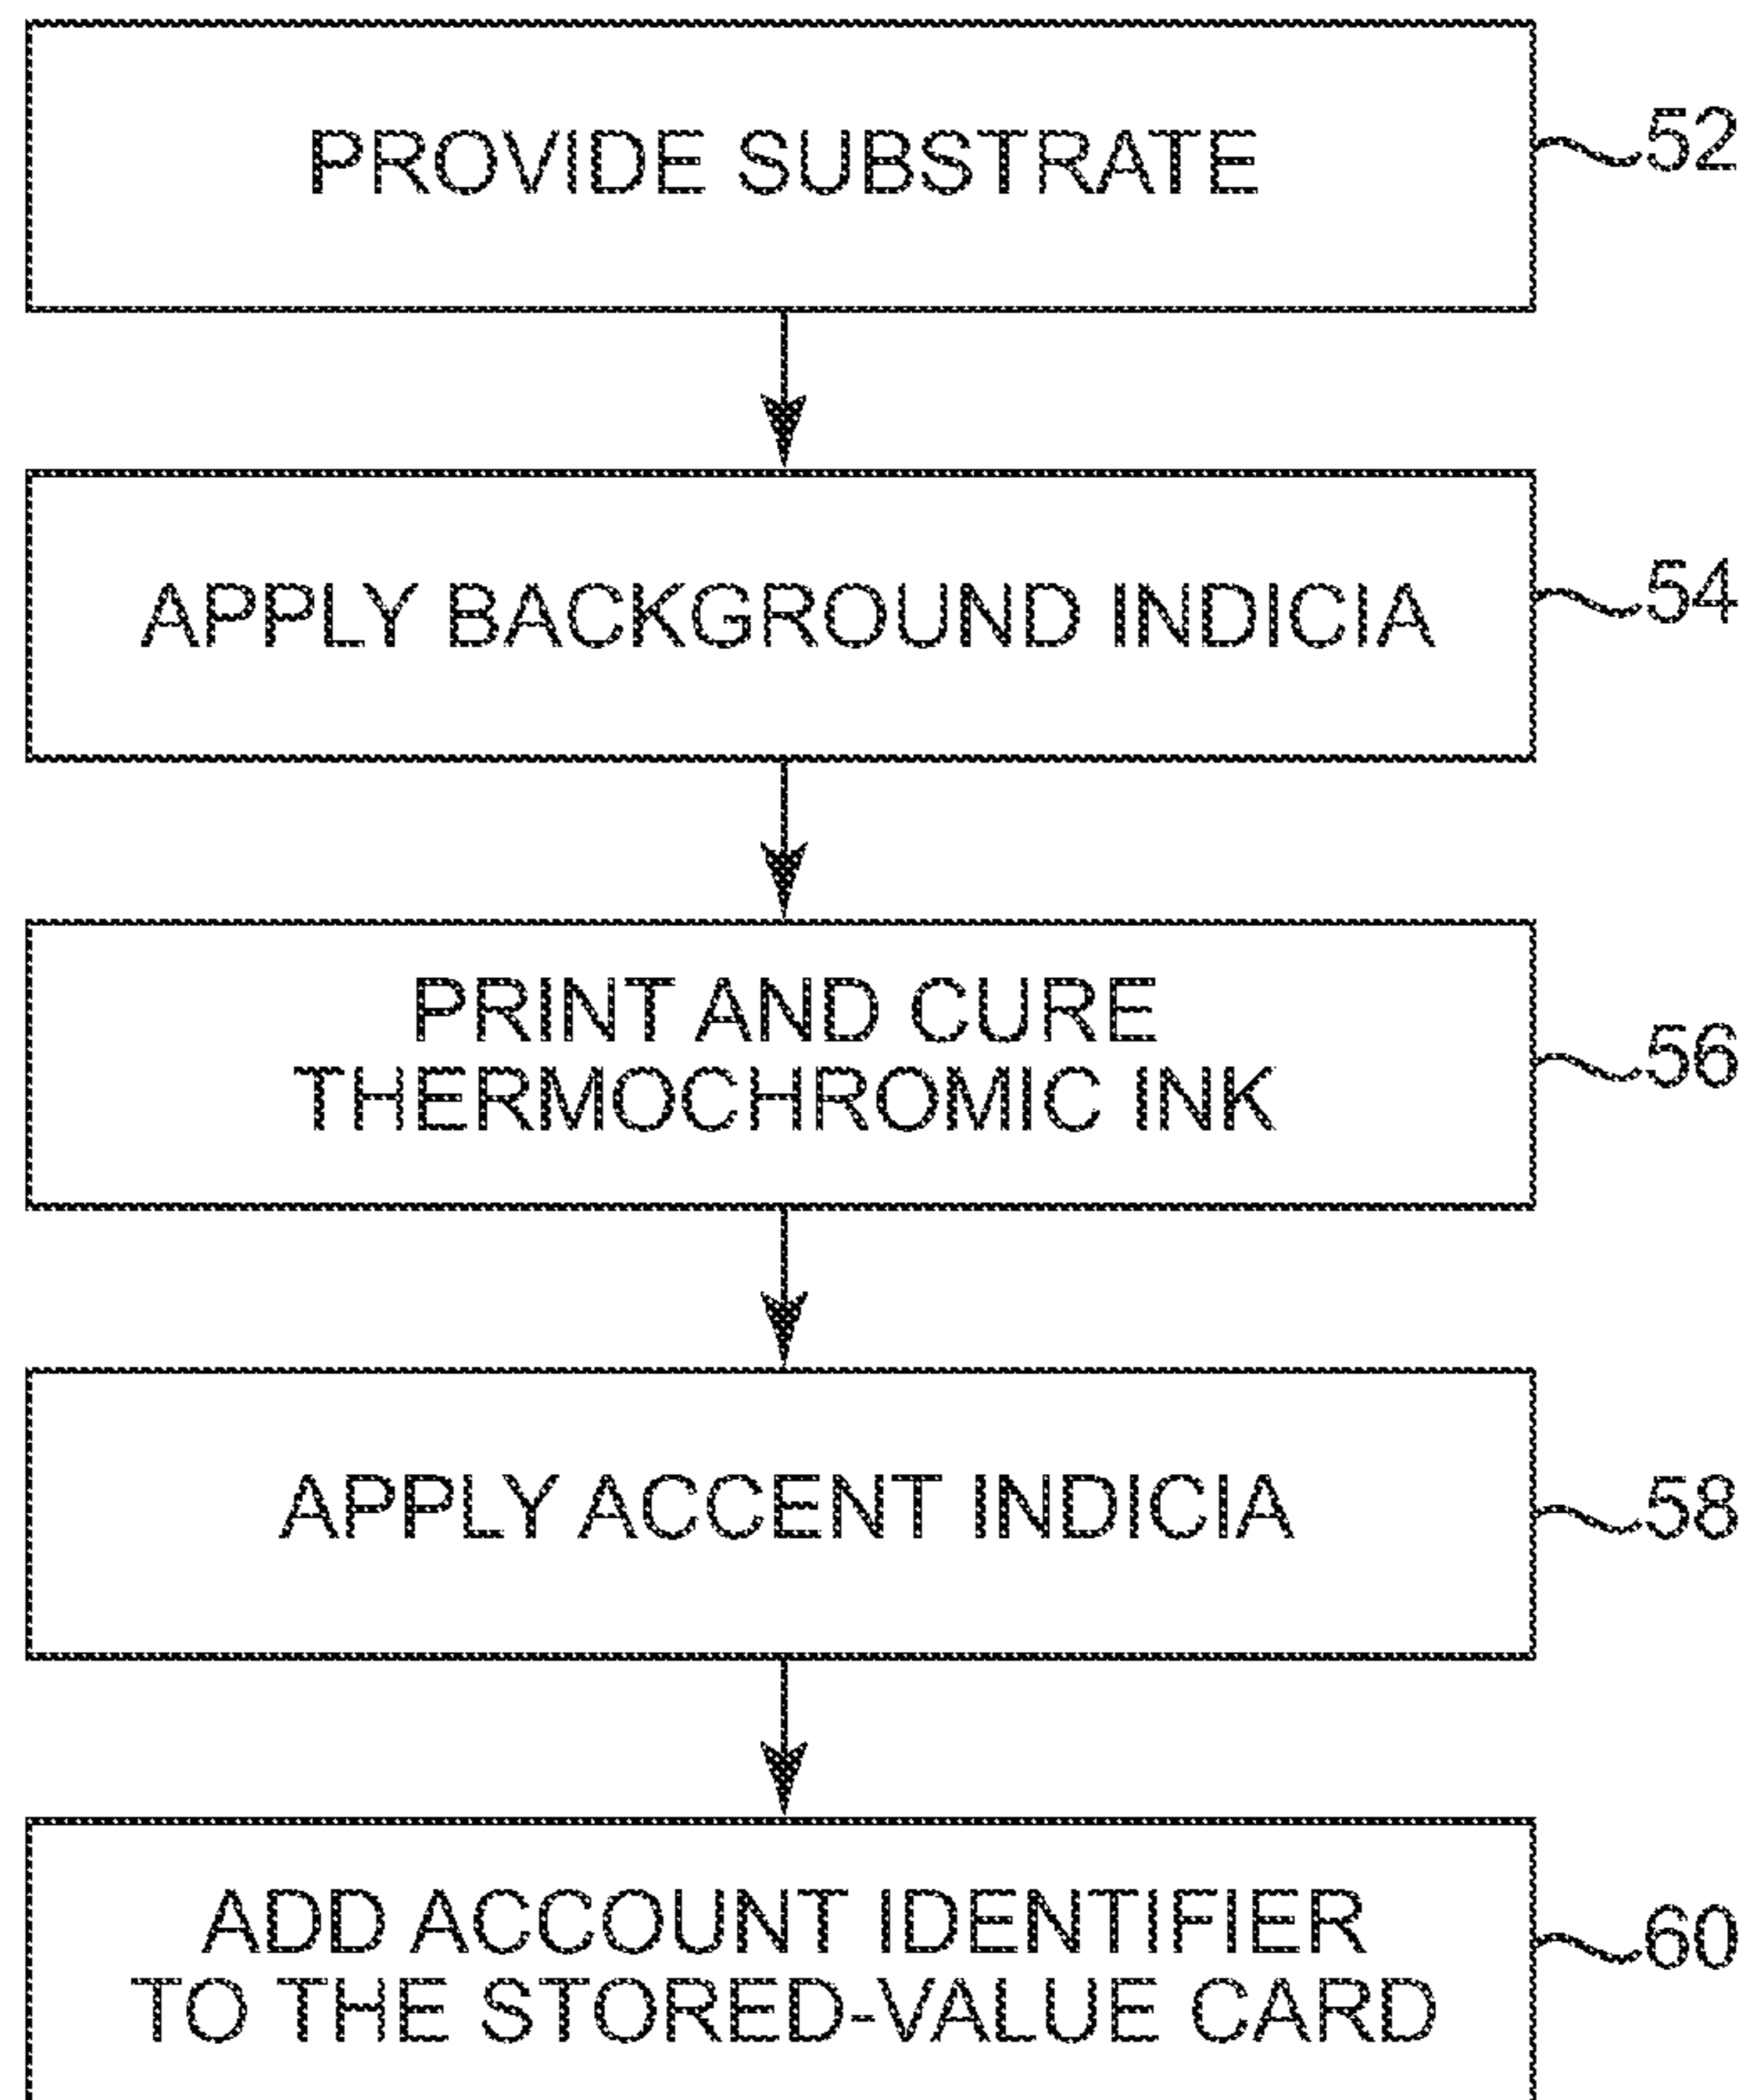 PROVIDE SUBSTRATE
52
APPLY BACKGROUND INDICIA
54
PRINT AND CURE
THERMOCHROMIC INK
56
APPLY ACCENT INDICIA
58
ADD ACCOUNT IDENTIFIER
TO THE STORED-VALUE CARD
60